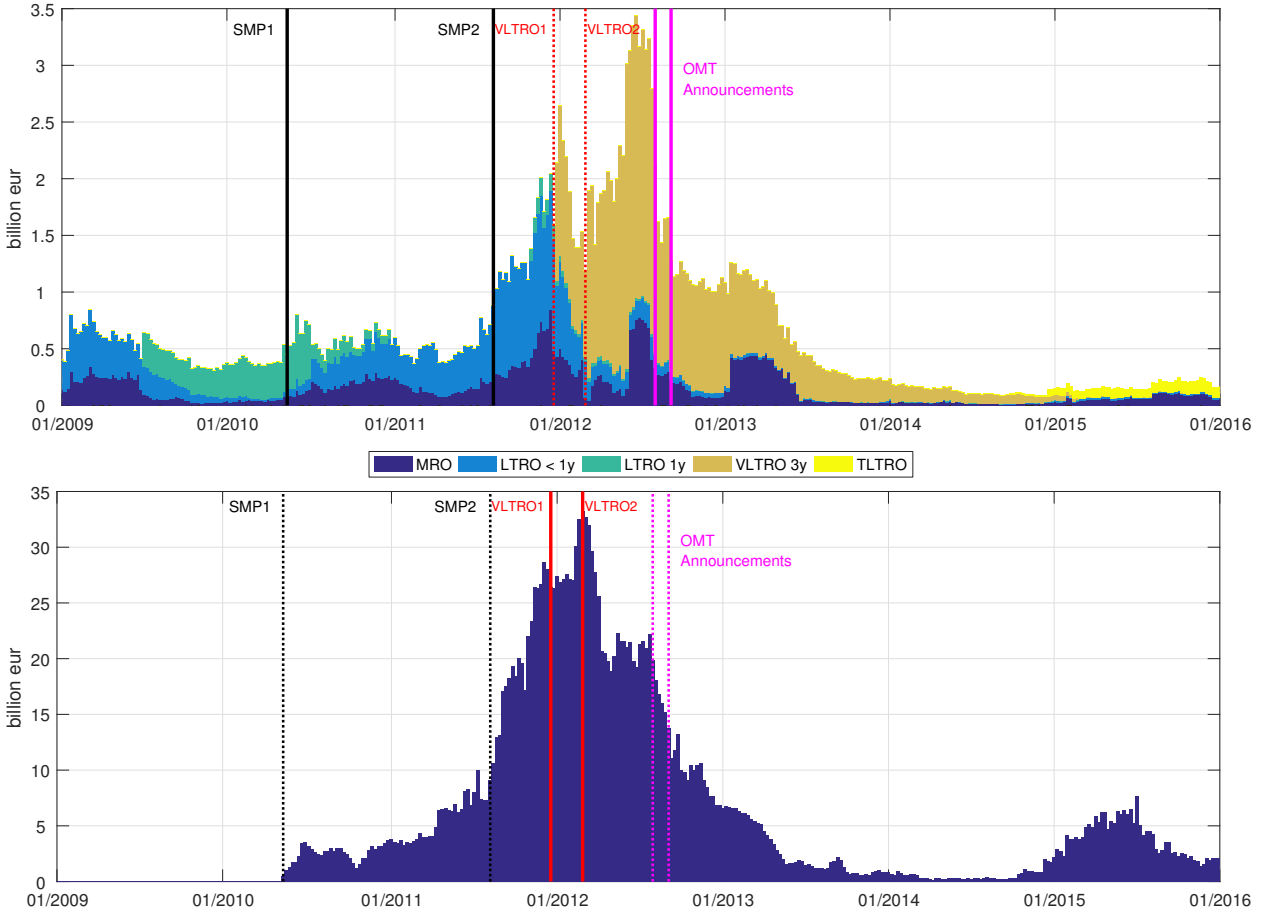 3.5
SMP1
SMP2
VLTRO1
VLTRO2
3
OMT
Announcements
2.5
2
billion eur
1.5
1
0.5
0
01/2009
01/2010
01/2011
01/2012
01/2013
01/2014
01/2015
01/2016
MRO
LTRO < 1y
LTRO 1y
VLTRO 3y
TLTRO
35
SMP1
SMP2
VLTRO1
VLTRO2
30
OMT
Announcements
25
20
billion eur
15
10
5
0
01/2009
01/2010
01/2011
01/2012
01/2013
01/2014
01/2015
01/2016